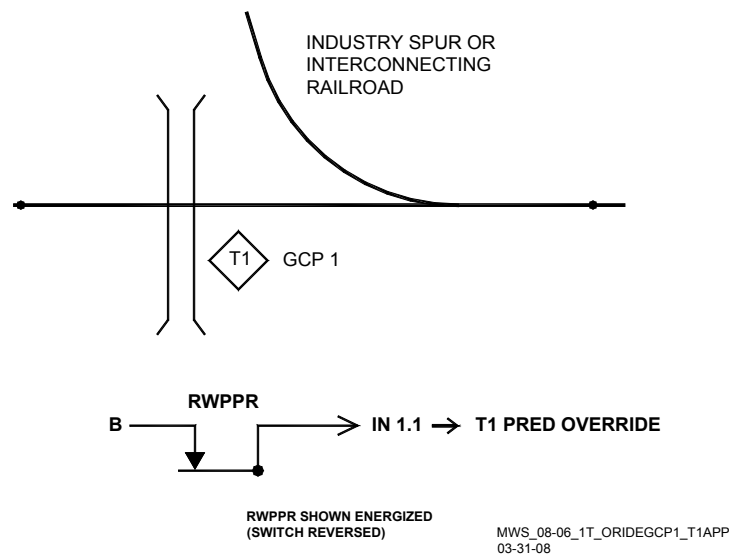 INDUSTRY SPUR OR
INTERCONNECTING
RAILROAD
T1 GCP 1
RWPPR
B IN 1.1 T1 PRED OVERRIDE
RWPPR SHOWN ENERGIZED
(SWITCH REVERSED)
MWS_08-06_1T_ORIDEGCP1_T1APP
03-31-08